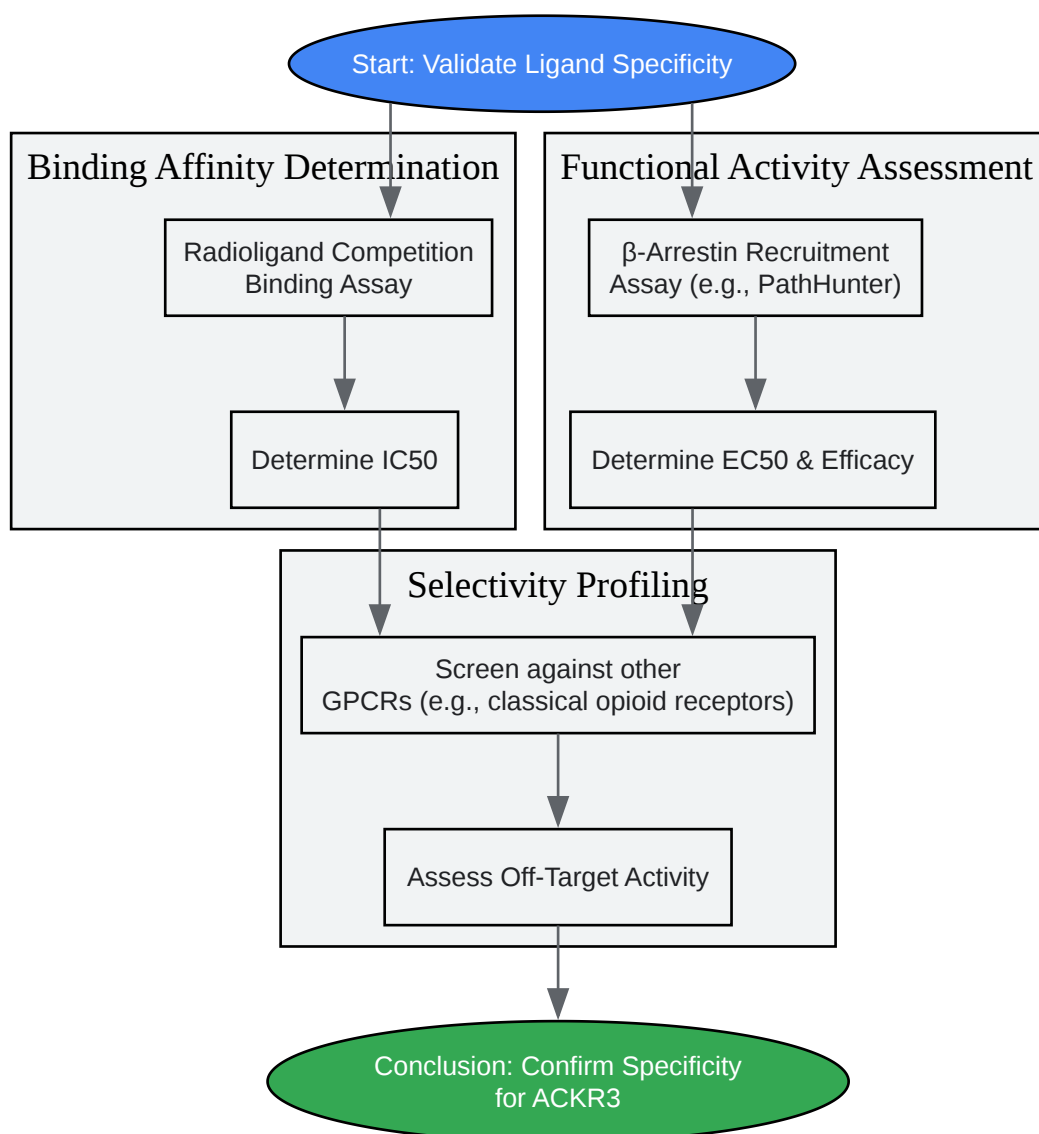 Start: Validate Ligand Specificity
Binding Affinity Determination
Radioligand Competition
Binding Assay
Determine IC50
Functional Activity Assessment
β-Arrestin Recruitment
Assay (e.g., PathHunter)
Determine EC50 & Efficacy
Selectivity Profiling
Screen against other
GPCRs (e.g., classical opioid receptors)
Assess Off-Target Activity
Conclusion: Confirm Specificity
for ACKR3